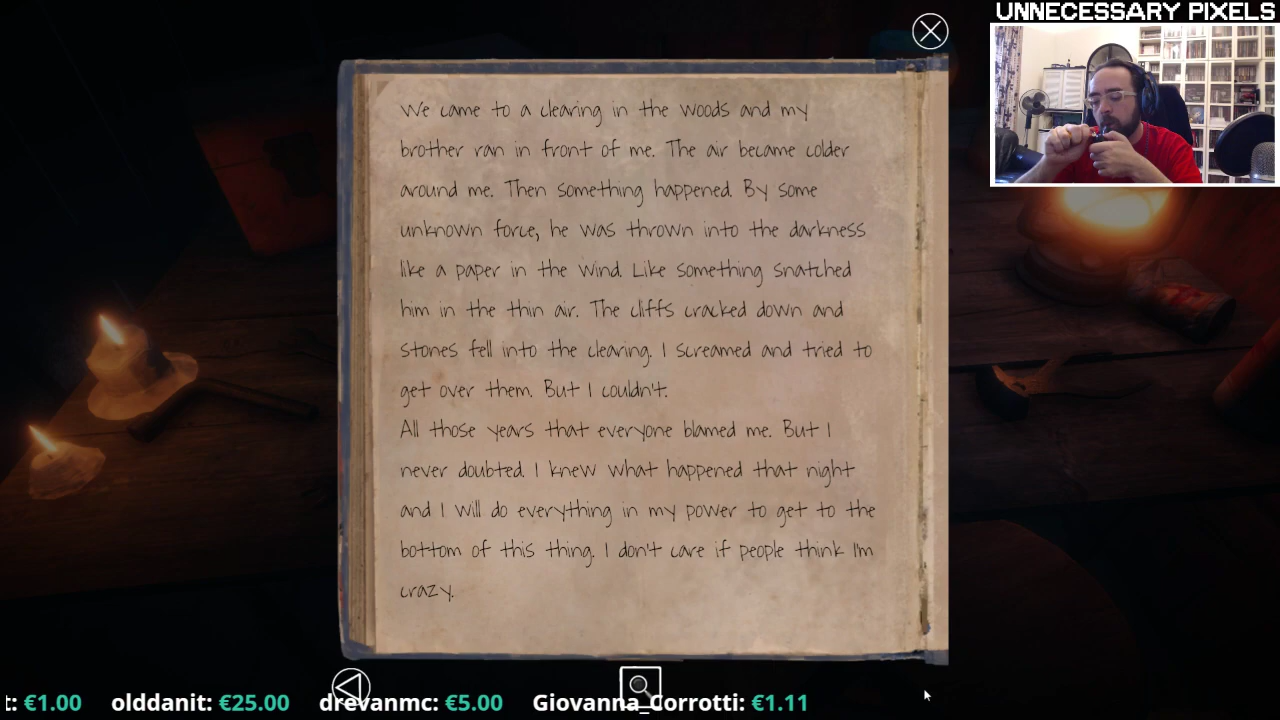 UNNECESSARY PIXELS
We came to a clearing in the woods and my
brother ran in front of me. The air became colder
around me. Then something happened. By some
unknown force, he was thrown into the darkness
like a paper in the wind. Like something snatched
him in the thin air. The cliffs cracked down and
stones fell into the clearing. I screamed and tried to
get over them. But I couldn't.
All those years that everyone blamed me. But I
never doubted. I knew what happened that night
and I will do everything in my power to get to the
bottom of this thing. I don't care if people think I'm
crazy.
t: €1.00 olddanit: €25.00 drevanmc: €5.00 Giovanna_Corrotti: €1.11